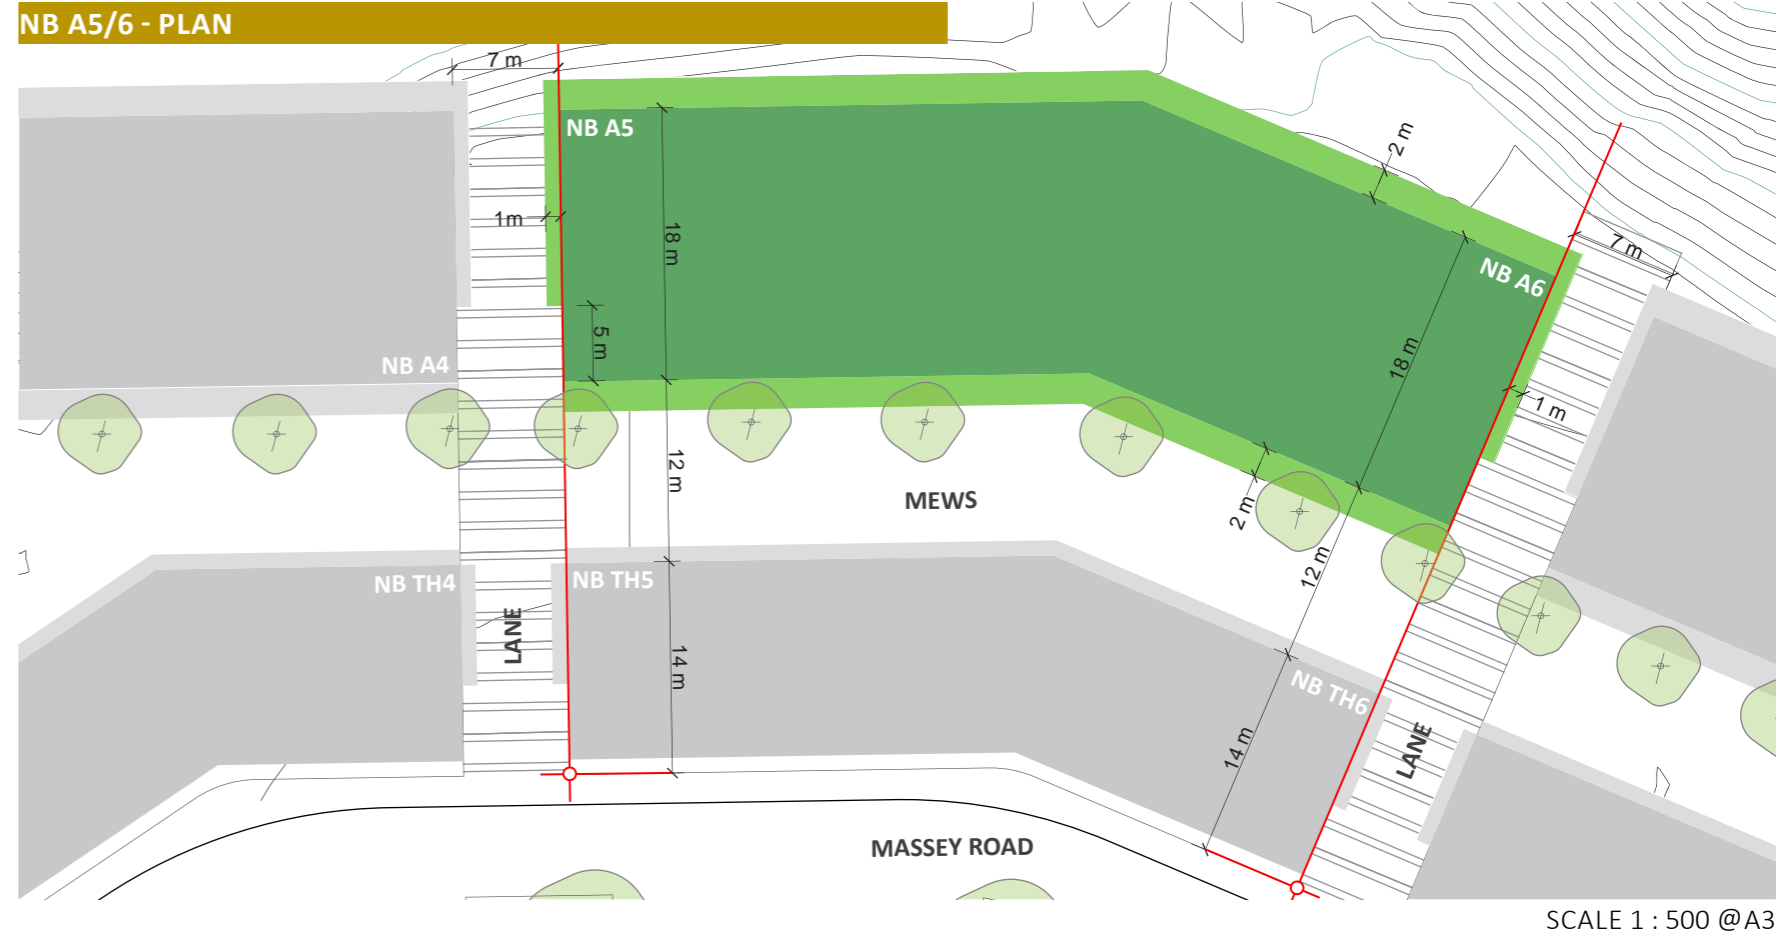 NB A5/6 - PLAN
7 m
2 m
NB A5
1m
18 m
7 m
NB A6
5 m
18 m
NB A4
1 m
12 m
MEWS
2 m
12 m
NB TH4
NB TH5
LANE
14 m
NB TH6
14 m
LANE
MASSEY ROAD
SCALE 1 : 500 @A3